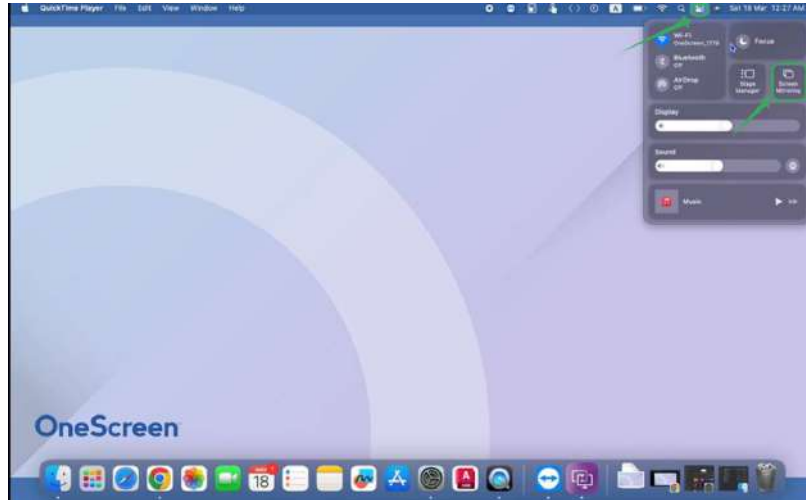 QuickTime Player File Edit View Window Help
A
Sat 18 Mar 12:27 AM
Wi-Fi
OneScreen_1779
Focus
Bluetooth
Off
AirDrop
Off
Stage
Manager
Screen
Mirroring
Display
Sound
Music
OneScreen
18